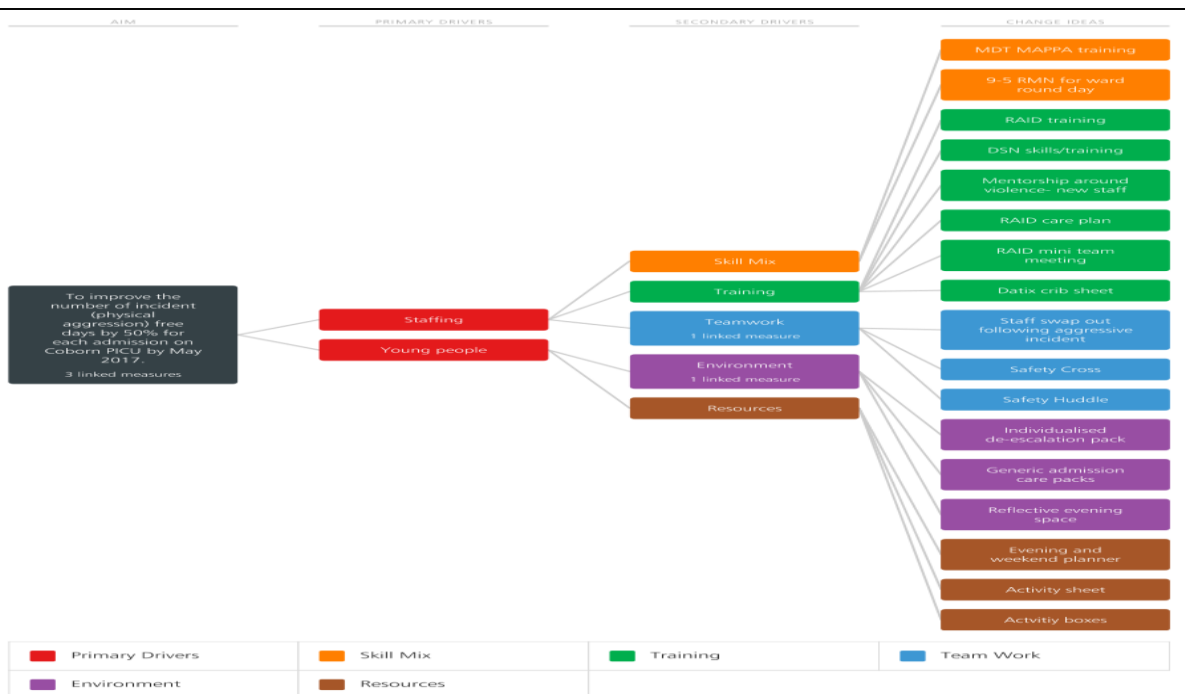 AIM
PRIMARY DRIVERS
SECONDARY DRIVERS
CHANGE IDEAS
To improve the
number of incident
(physical
aggression) free
days by 50% for
each admission on
Coborn PICU by May
2017.
3 linked measures
Staffing
Young people
Skill Mix
Training
Teamwork
1 linked measure
Environment
1 linked measure
Resources
MDT MAPPA training
9-5 RMN for ward
round day
RAID training
DSN skills/training
Mentorship around
violence- new staff
RAID care plan
RAID mini team
meeting
Datix crib sheet
Staff swap out
following aggressive
incident
Safety Cross
Safety Huddle
Individualised
de-escalation pack
Generic admission
care packs
Reflective evening
space
Evening and
weekend planner
Activity sheet
Actvitiy boxes
Primary Drivers
Skill Mix
Training
Team Work
Environment
Resources